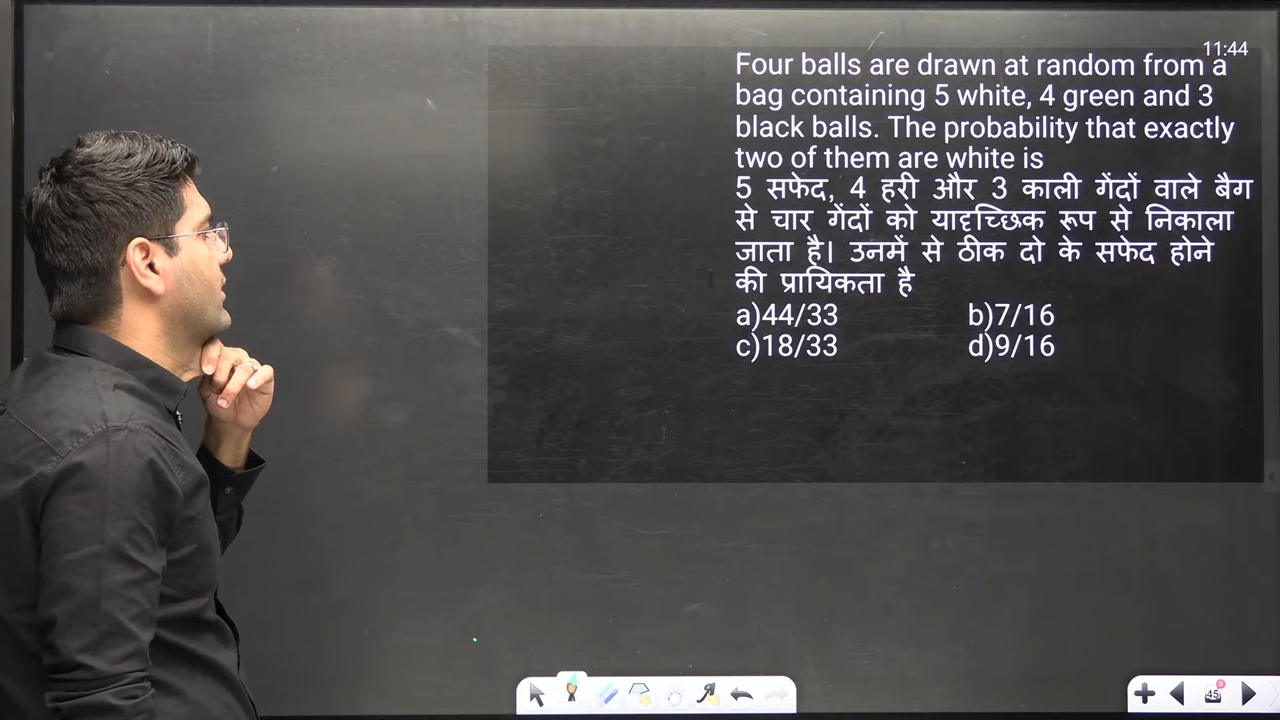 11:44
Four balls are drawn at random from a
bag containing 5 white, 4 green and 3
black balls. The probability that exactly
two of them are white is
5 सफेद, 4 हरी और 3 काली गेंदों वाले बैग
से चार गेंदों को यादृच्छिक रूप से निकाला
जाता है। उनमें से ठीक दो के सफेद होने
की प्रायिकता है
a)44/33 b)7/16
c)18/33 d)9/16
45